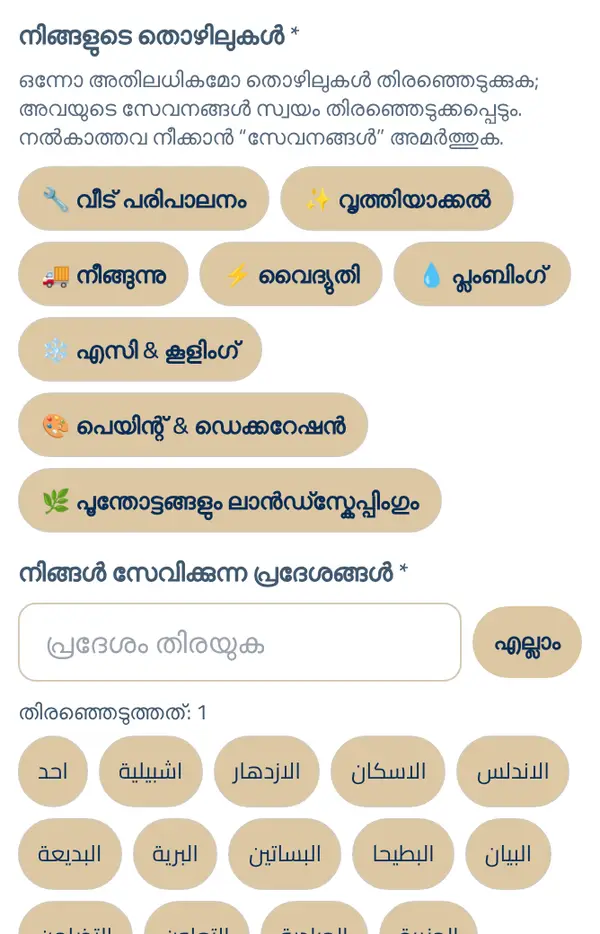 നിങ്ങളുടെ തൊഴിലുകൾ *
ഒന്നോ അതിലധികമോ തൊഴിലുകൾ തിരഞ്ഞെടുക്കുക;
അവയുടെ സേവനങ്ങൾ സ്വയം തിരഞ്ഞെടുക്കപ്പെടും.
നൽകാത്തവ നീക്കാൻ “സേവനങ്ങൾ” അമർത്തുക.
🔧 വീട് പരിപാലനം ✨ വൃത്തിയാക്കൽ
🚚 നീങ്ങുന്നു ⚡ വൈദ്യുതി 💧 പ്ലംബിംഗ്
❄️ എസി & കൂളിംഗ്
🎨 പെയിന്റ് & ഡെക്കറേഷൻ
🌿 പൂന്തോട്ടങ്ങളും ലാൻഡ്സ്കേപ്പിംഗും
നിങ്ങൾ സേവിക്കുന്ന പ്രദേശങ്ങൾ *
പ്രദേശം തിരയുക എല്ലാം
തിരഞ്ഞെടുത്തത്: 1
احد اشبيلية الازدهار الاسكان الاندلس
البديعة البرية البساتين البطيحا البيان